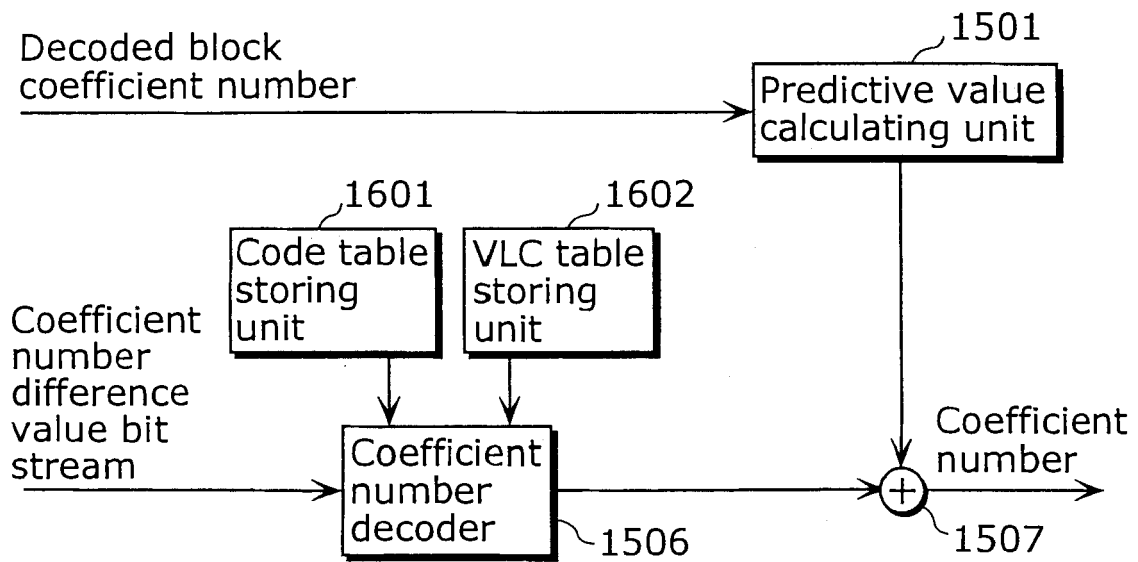 Decoded block
coefficient number
1501
Predictive value
calculating unit
1601
1602
Code table
storing
unit
VLC table
storing
unit
Coefficient
number
difference
value bit
stream
Coefficient
number
decoder
1506
Coefficient
number
+
1507